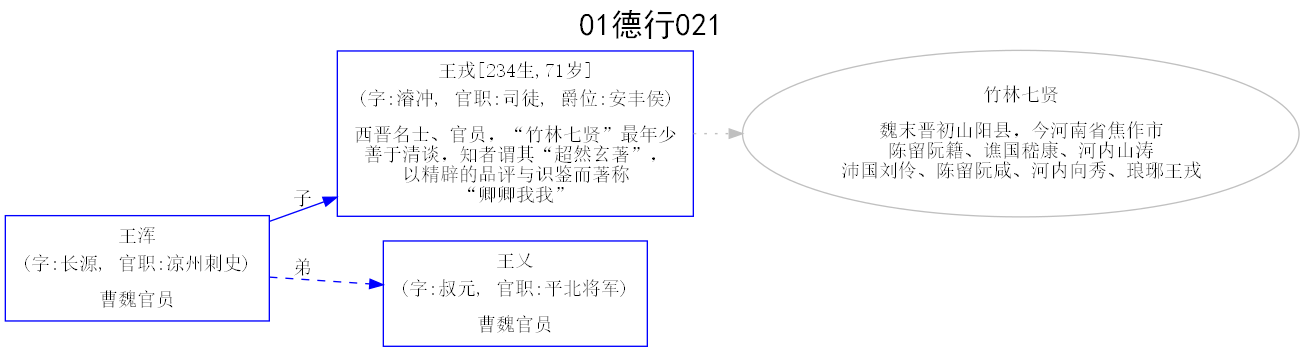 01德行021
王戎[234生,71岁]
(字:濬冲, 官职:司徒, 爵位:安丰侯)
西晋名士、官员，“竹林七贤”最年少
善于清谈，知者谓其“超然玄著”，
以精辟的品评与识鉴而著称
“卿卿我我”
竹林七贤
魏末晋初山阳县，今河南省焦作市
陈留阮籍、谯国嵇康、河内山涛
沛国刘伶、陈留阮咸、河内向秀、琅琊王戎
子
王浑
(字:长源, 官职:凉州刺史)
曹魏官员
弟
王乂
(字:叔元, 官职:平北将军)
曹魏官员